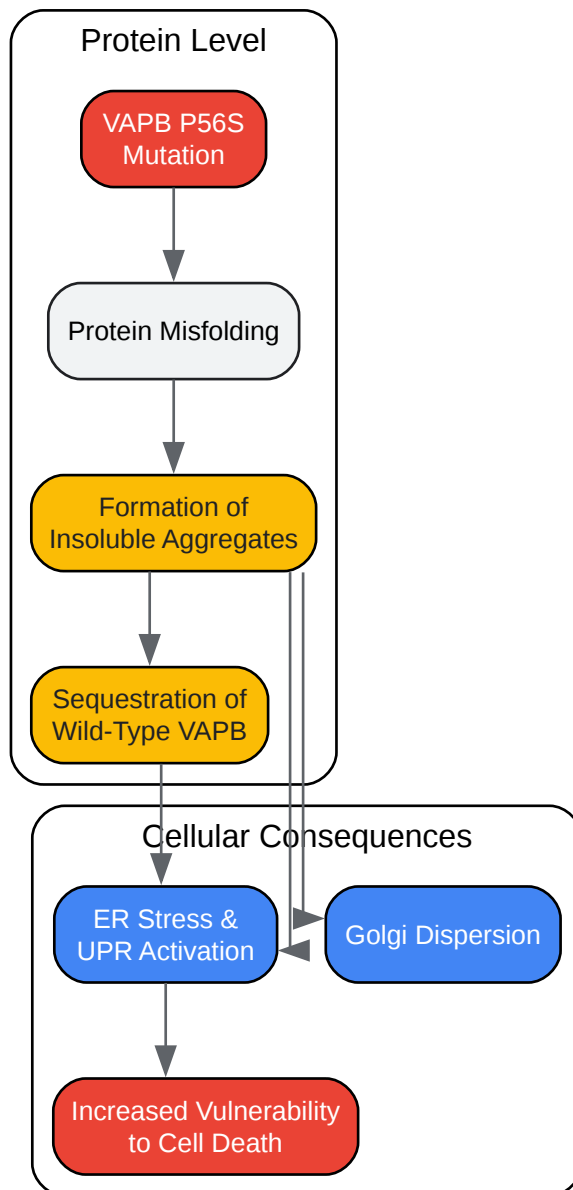 Protein Level
VAPB P56S
Mutation
Protein Misfolding
Formation of
Insoluble Aggregates
Sequestration of
Wild-Type VAPB
Cellular Consequences
ER Stress &
UPR Activation
Golgi Dispersion
Increased Vulnerability
to Cell Death